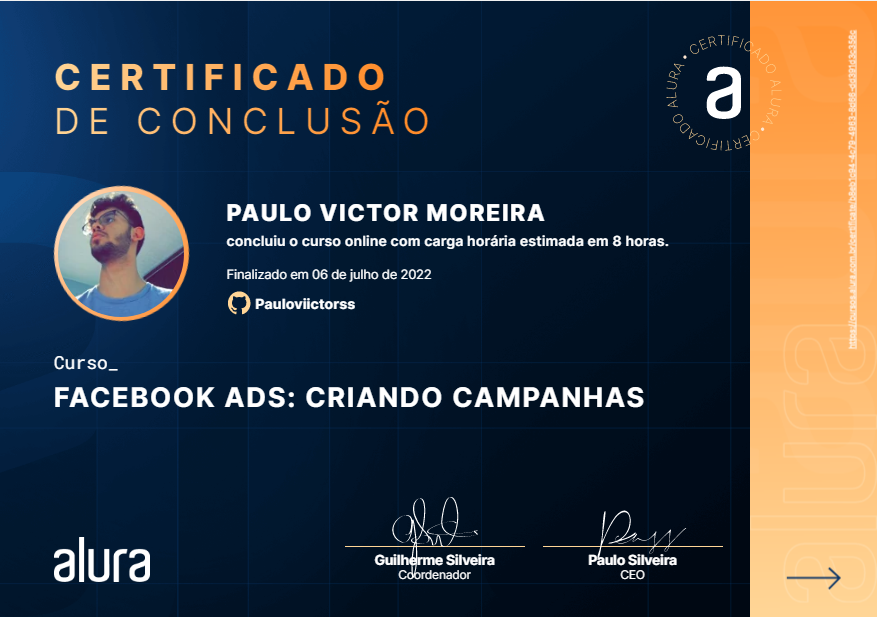 CERTIFICADO
DE CONCLUSÃO
CERTIFICADO ALURA • CERTIFICADO ALURA •
a
PAULO VICTOR MOREIRA
concluiu o curso online com carga horária estimada em 8 horas.
Finalizado em 06 de julho de 2022
Pauloviictorss
Curso_
FACEBOOK ADS: CRIANDO CAMPANHAS
alura
Guilherme Silveira
Coordenador
Paulo Silveira
CEO
alura